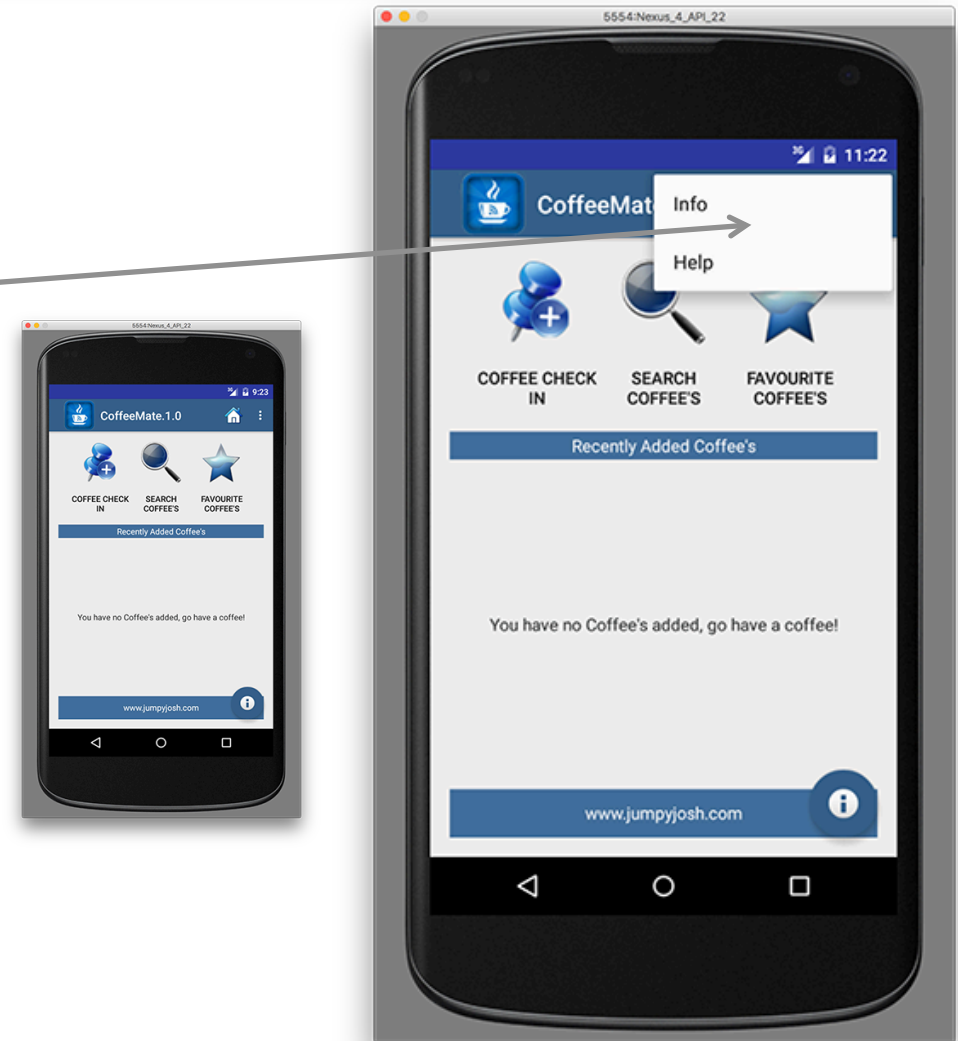 5554:Nexus_4_API_22
3G 11:22
CoffeeMate
Info
Help
COFFEE CHECK
IN
SEARCH
COFFEE'S
FAVOURITE
COFFEE'S
Recently Added Coffee's
You have no Coffee's added, go have a coffee!
www.jumpyjosh.com
5554:Nexus_4_API_22
3G 9:23
CoffeeMate.1.0
COFFEE CHECK
IN
SEARCH
COFFEE'S
FAVOURITE
COFFEE'S
Recently Added Coffee's
You have no Coffee's added, go have a coffee!
www.jumpyjosh.com